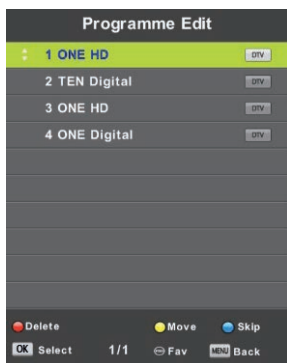 Programme Edit
1 ONE HD DTV
2 TEN Digital DTV
3 ONE HD DTV
4 ONE Digital DTV
Delete Move Skip
OK Select 1/1 Fav MENU Back